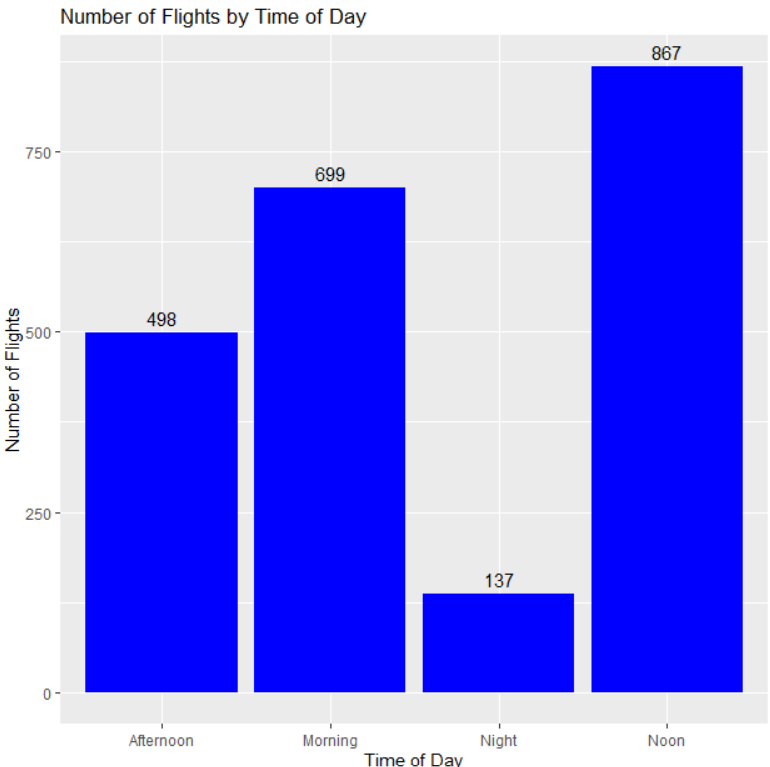 Number of Flights by Time of Day
867
699
498
137
750
500
250
0
Number of Flights
Afternoon Morning Night Noon
Time of Day